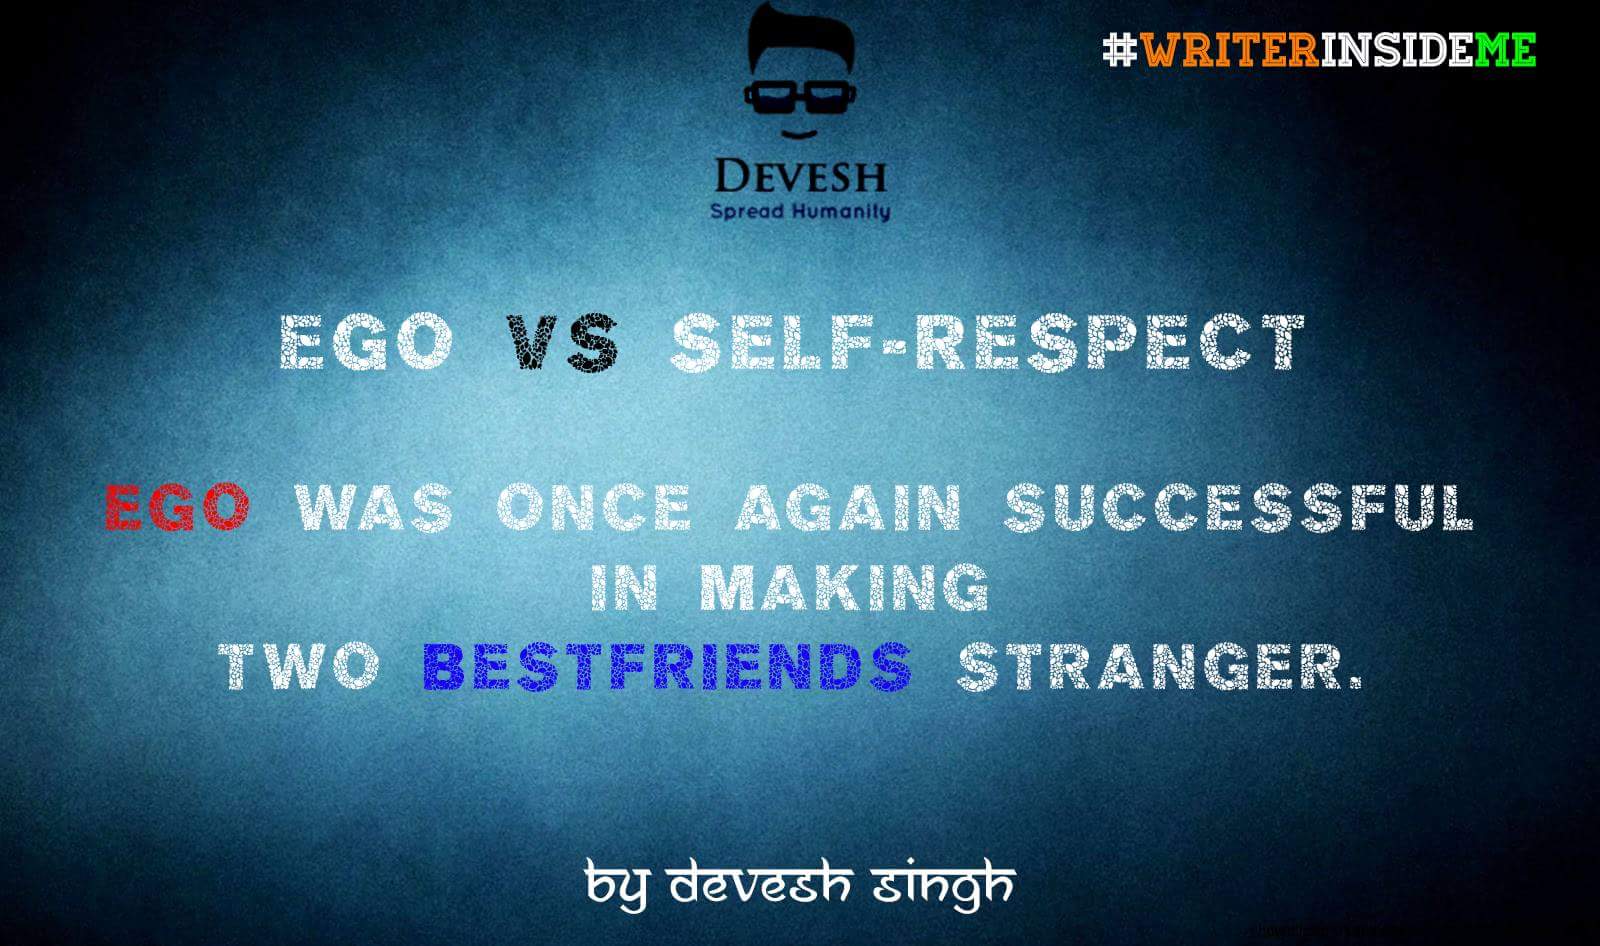 #WRITERINSIDEME
DEVESH
Spread Humanity
EGO VS SELF-RESPECT
EGO WAS ONCE AGAIN SUCCESSFUL
IN MAKING
TWO BESTFRIENDS STRANGER.
by devesh singh